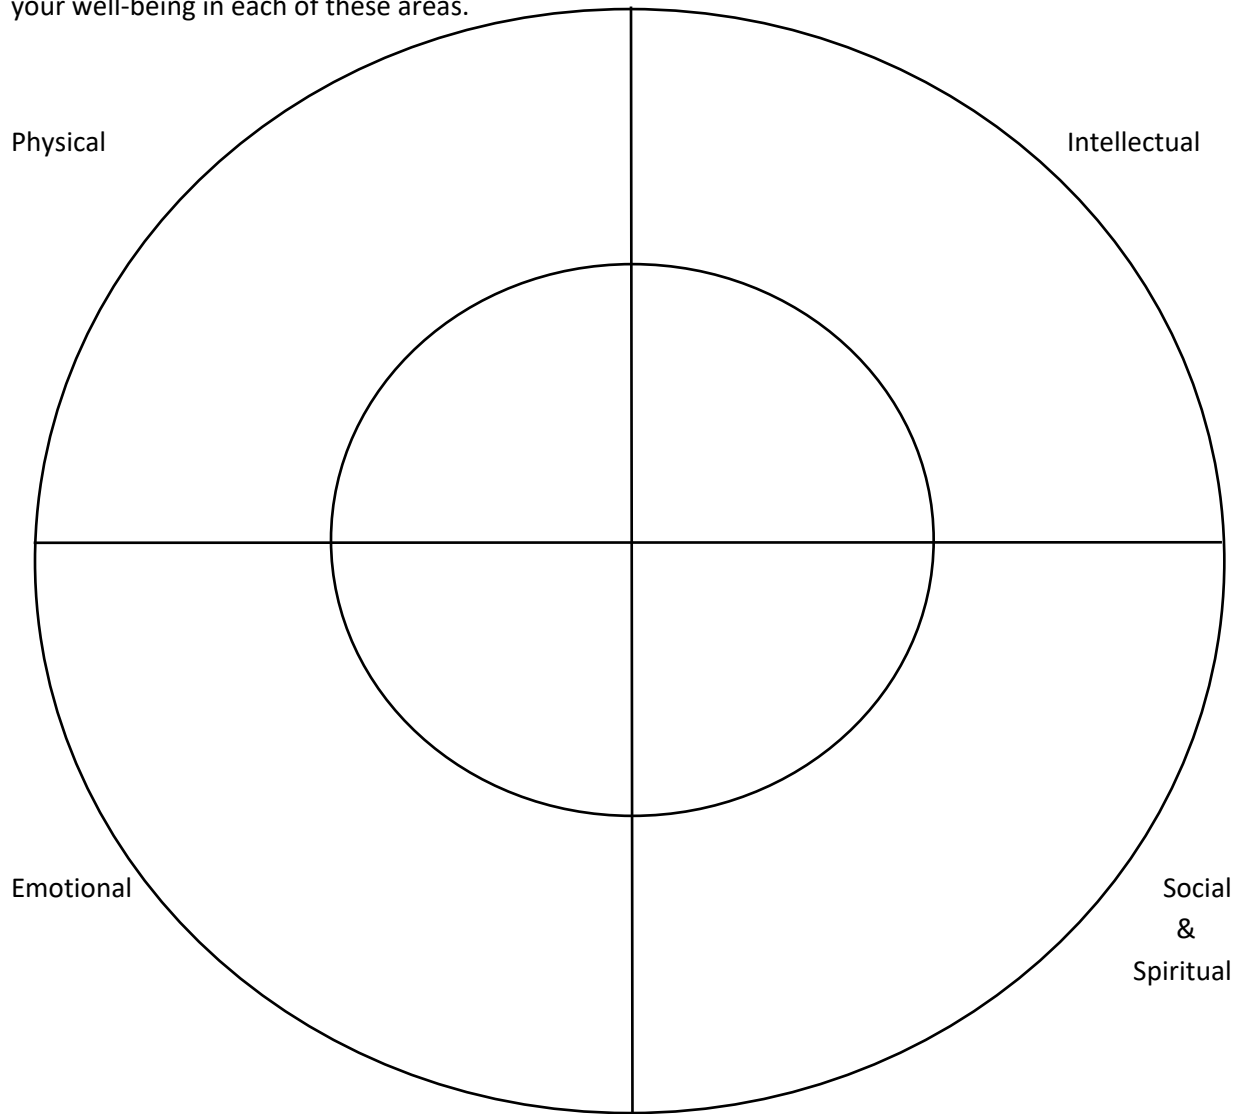 your well-being in each of these areas.
Physical
Intellectual
Emotional
Social
&
Spiritual